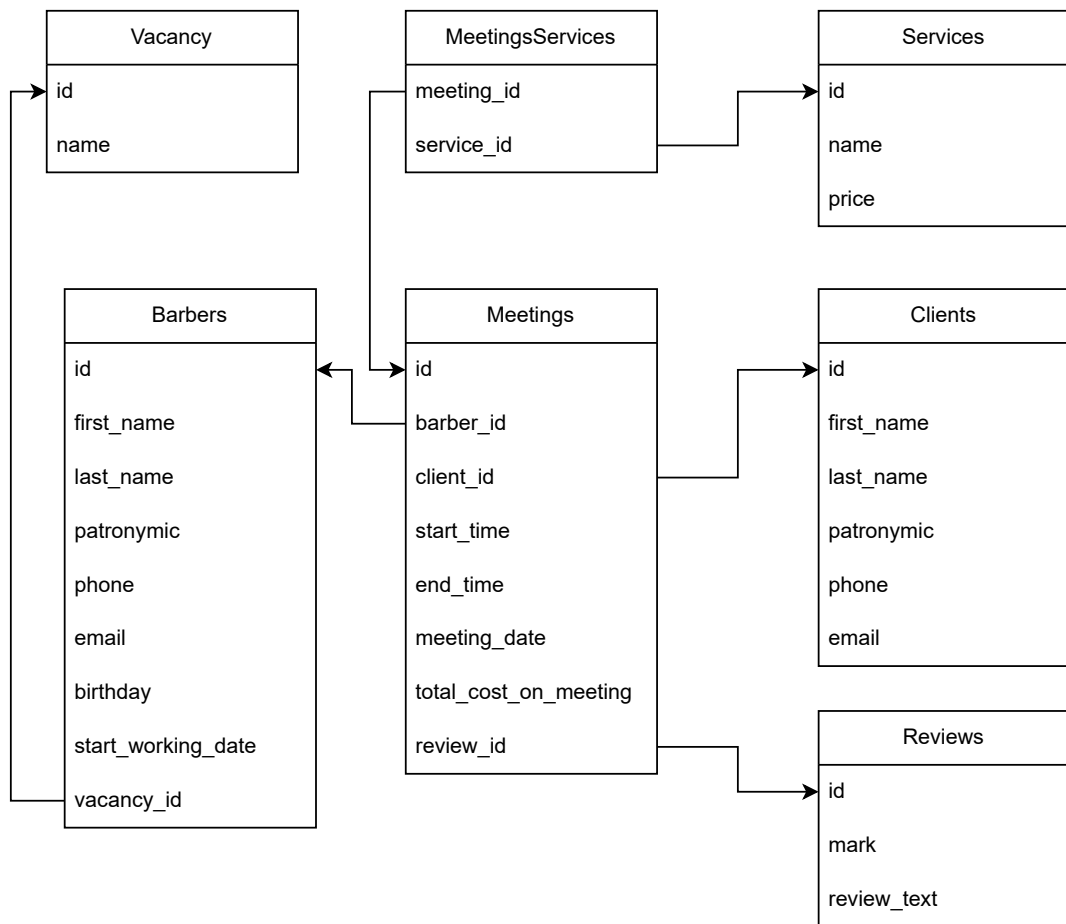 Vacancy
id
name
MeetingsServices
meeting_id
service_id
Services
id
name
price
Barbers
id
first_name
last_name
patronymic
phone
email
birthday
start_working_date
vacancy_id
Meetings
id
barber_id
client_id
start_time
end_time
meeting_date
total_cost_on_meeting
review_id
Clients
id
first_name
last_name
patronymic
phone
email
Reviews
id
mark
review_text